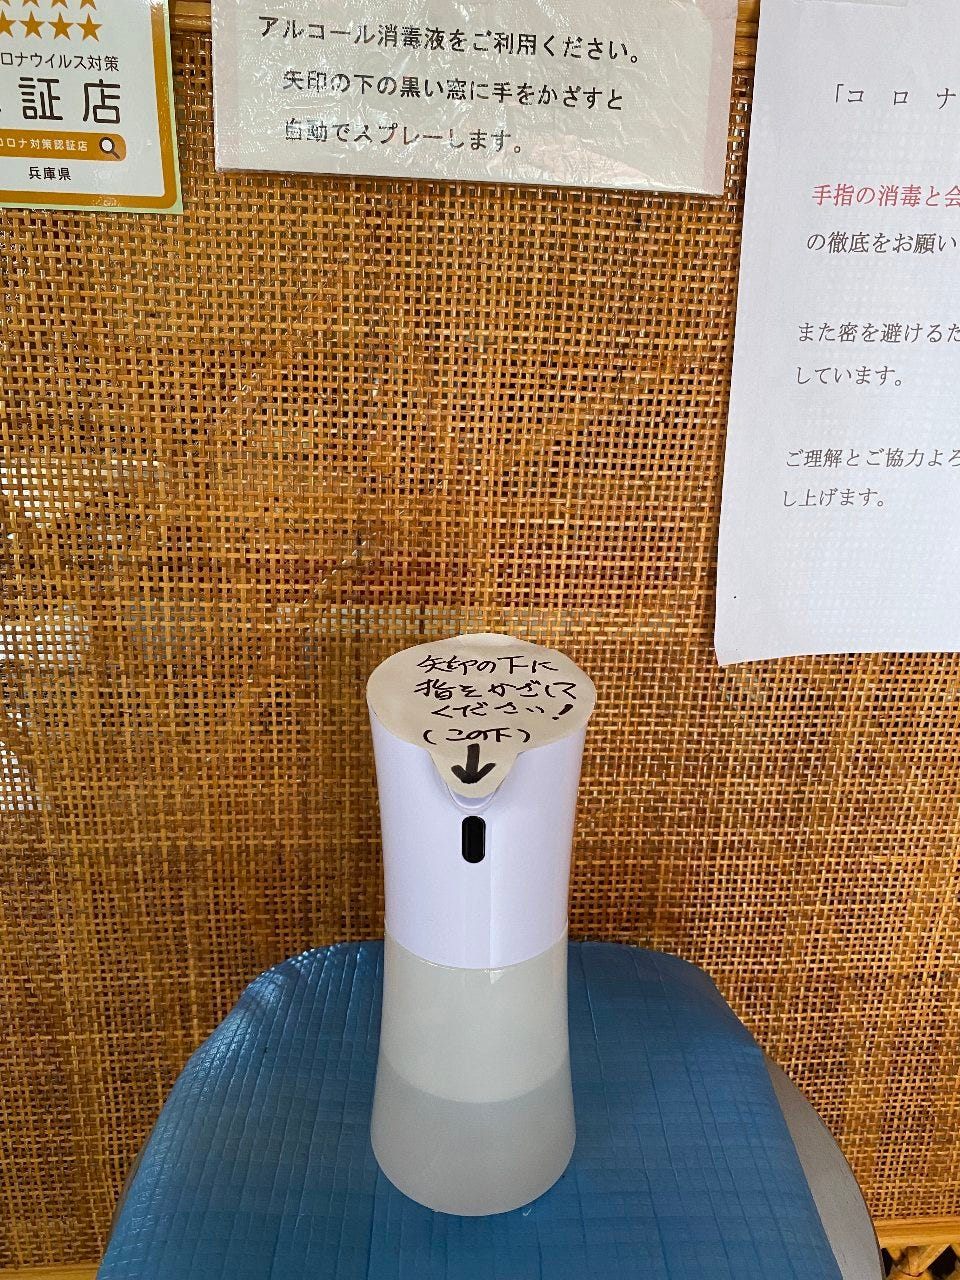 ロナウイルス対策
証店
コロナ対策認証店
兵庫県
アルコール消毒液をご利用ください。
矢印の下の黒い窓に手をかざすと
自動でスプレーします。
「コ ロ ナ
手指の消毒と会
の徹底をお願い
また密を避けるた
しています。
ご理解とご協力よろ
し上げます。
矢印の下に
指をかざして
ください!
(この下)